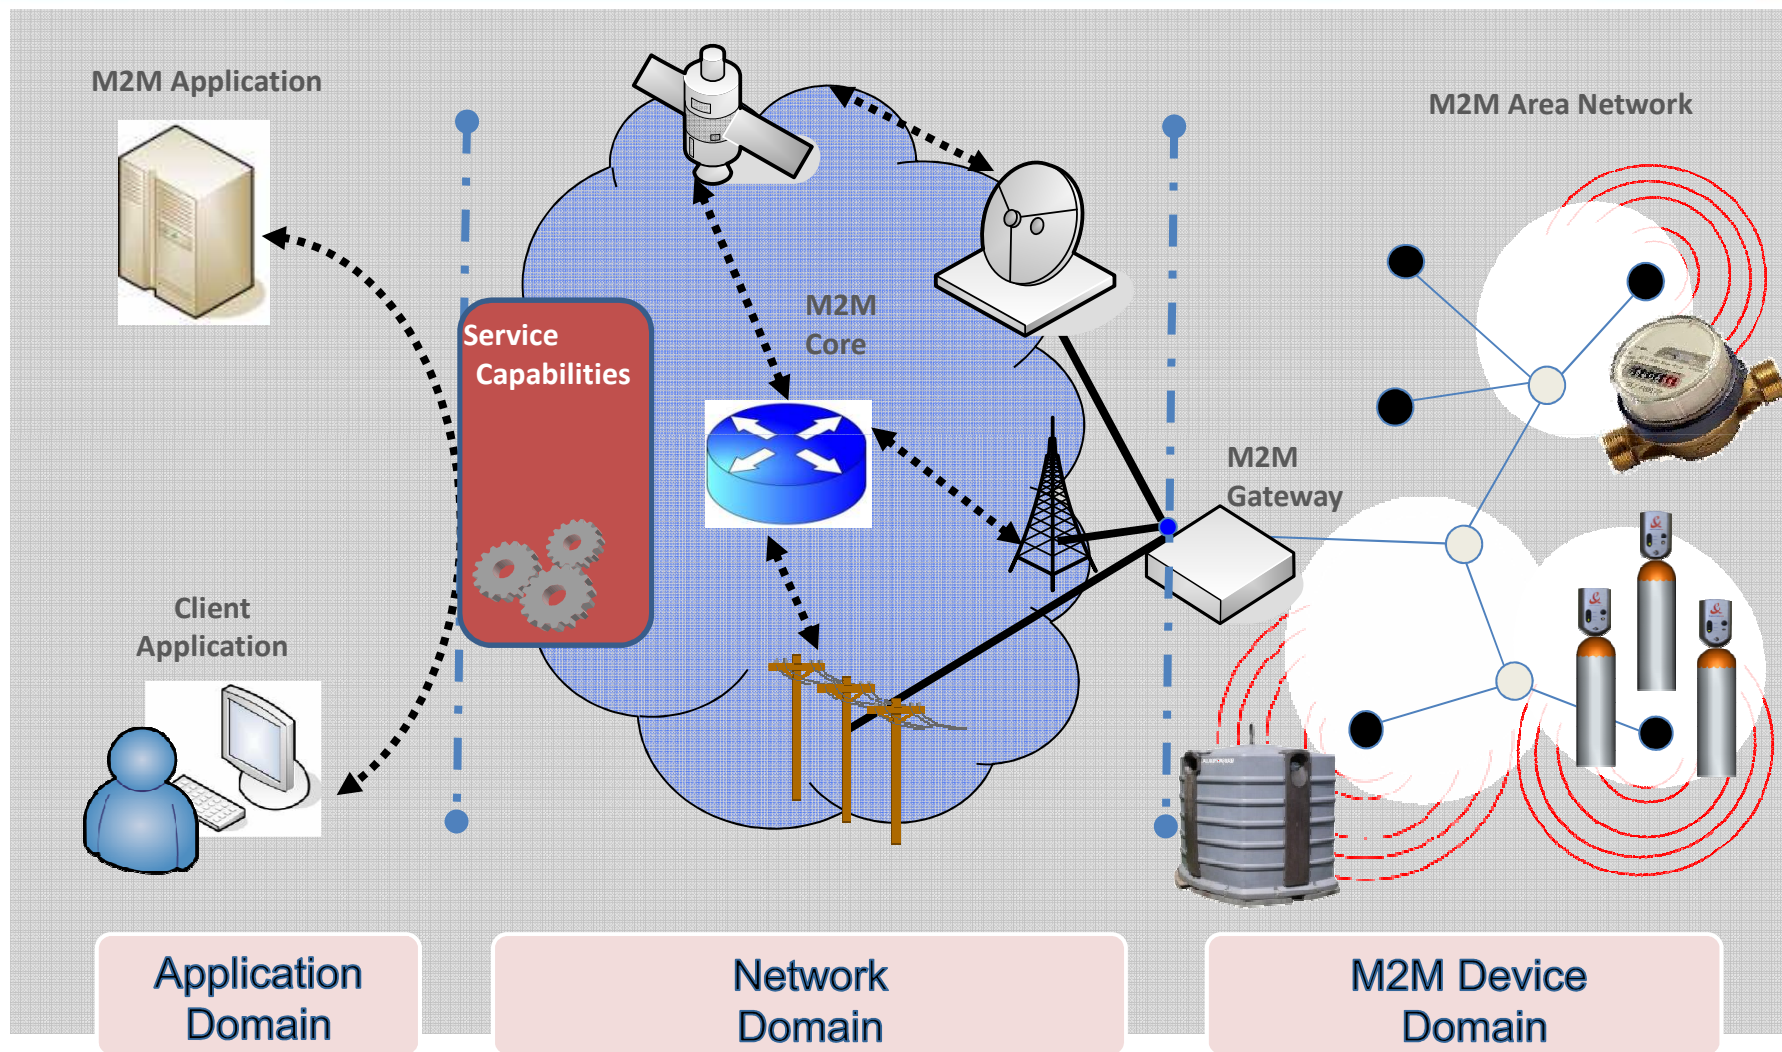 M2M Application
M2M Area Network
M2M
Core
Service
Capabilities
M2M
Gateway
Client
Application
Application
Domain
Network
Domain
M2M Device
Domain